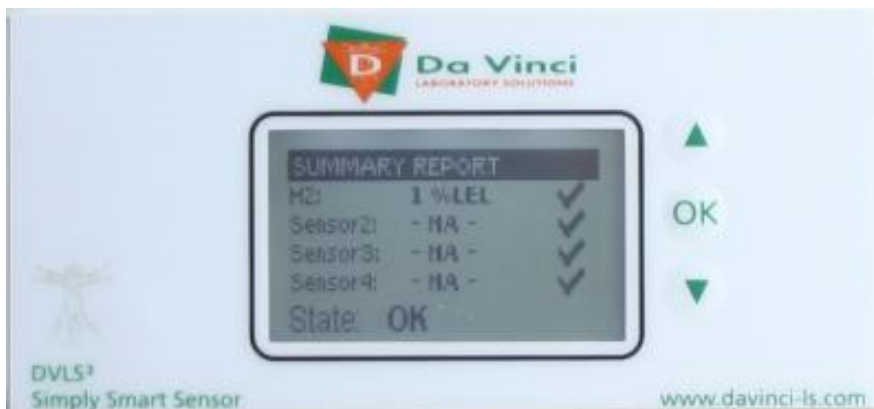 D
Da Vinci
LABORATORY SOLUTIONS
SUMMARY REPORT
H2: 1 %LEL
Sensor2: - NA -
Sensor3: - NA -
Sensor4: - NA -
State: OK
OK
DVLS³
Simply Smart Sensor
www.davinci-ls.com